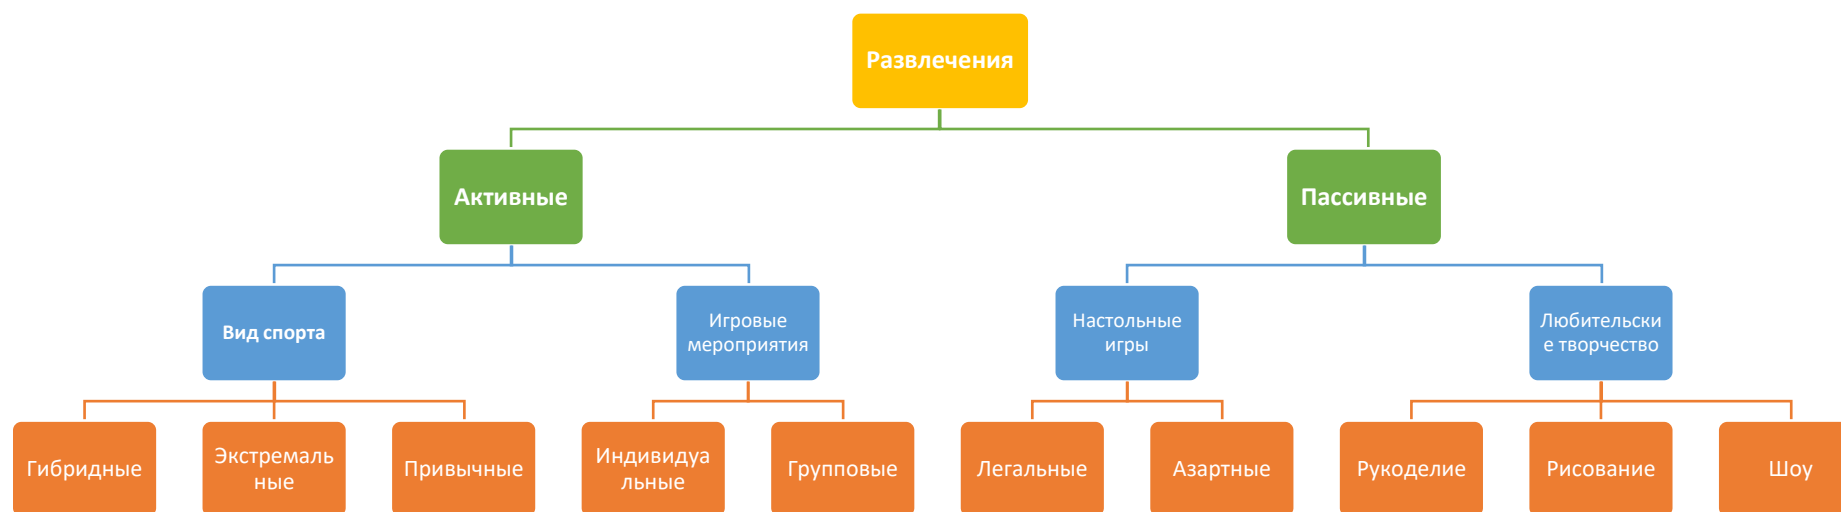 Развлечения
Активные
Пассивные
Вид спорта
Игровые
мероприятия
Настольные
игры
Любительски
е творчество
Гибридные
Экстремаль
ные
Привычные
Индивидуа
льные
Групповые
Легальные
Азартные
Рукоделие
Рисование
Шоу